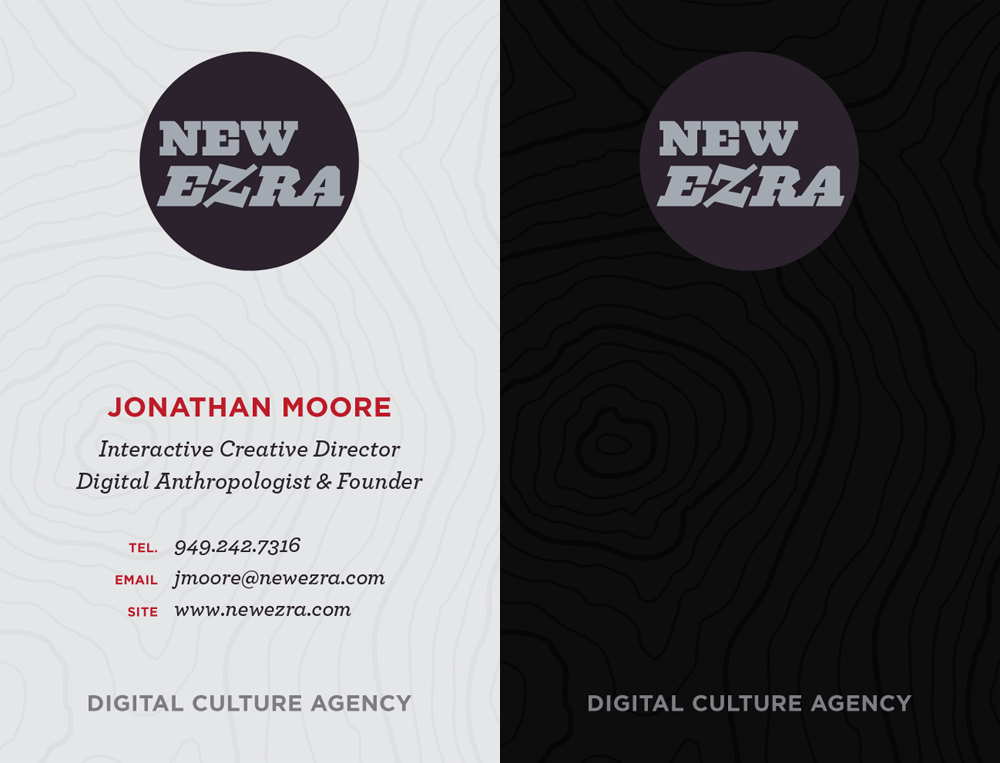 NEW
EZRA
JONATHAN MOORE
Interactive Creative Director
Digital Anthropologist & Founder
TEL. 949.242.7316
EMAIL jmoore@newezra.com
SITE www.newezra.com
DIGITAL CULTURE AGENCY
NEW
EZRA
DIGITAL CULTURE AGENCY